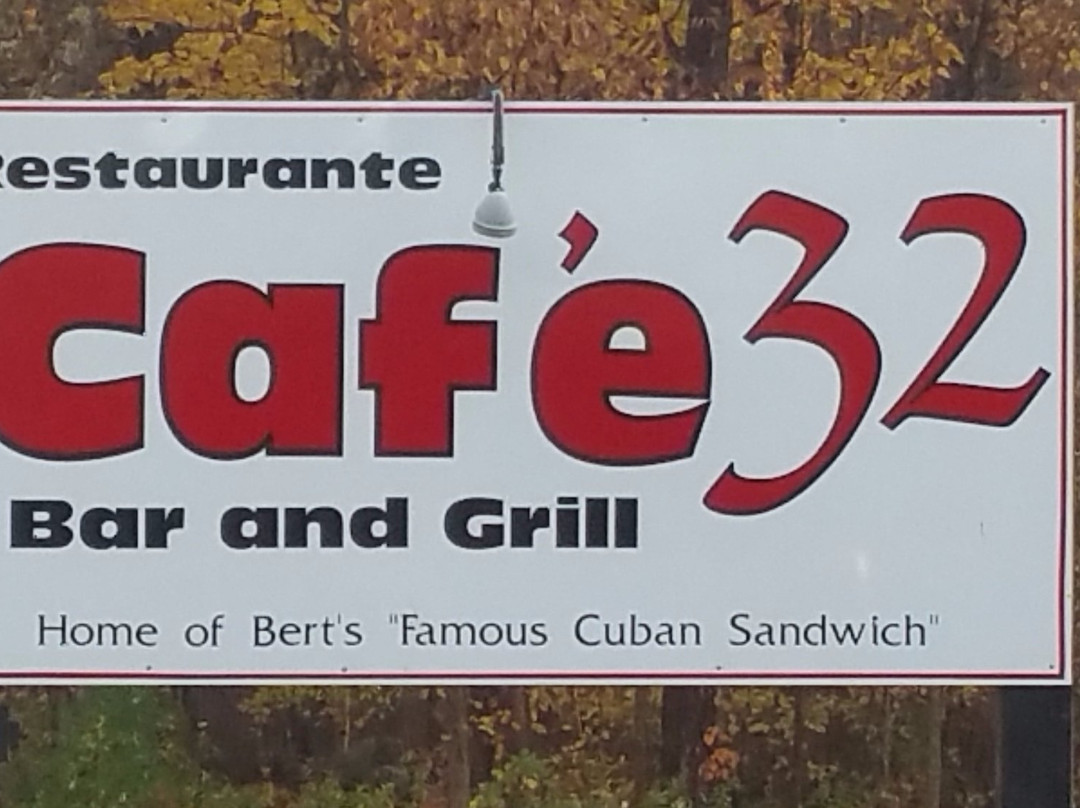 Restaurante
Café 32
Bar and Grill
Home of Bert's "Famous Cuban Sandwich"